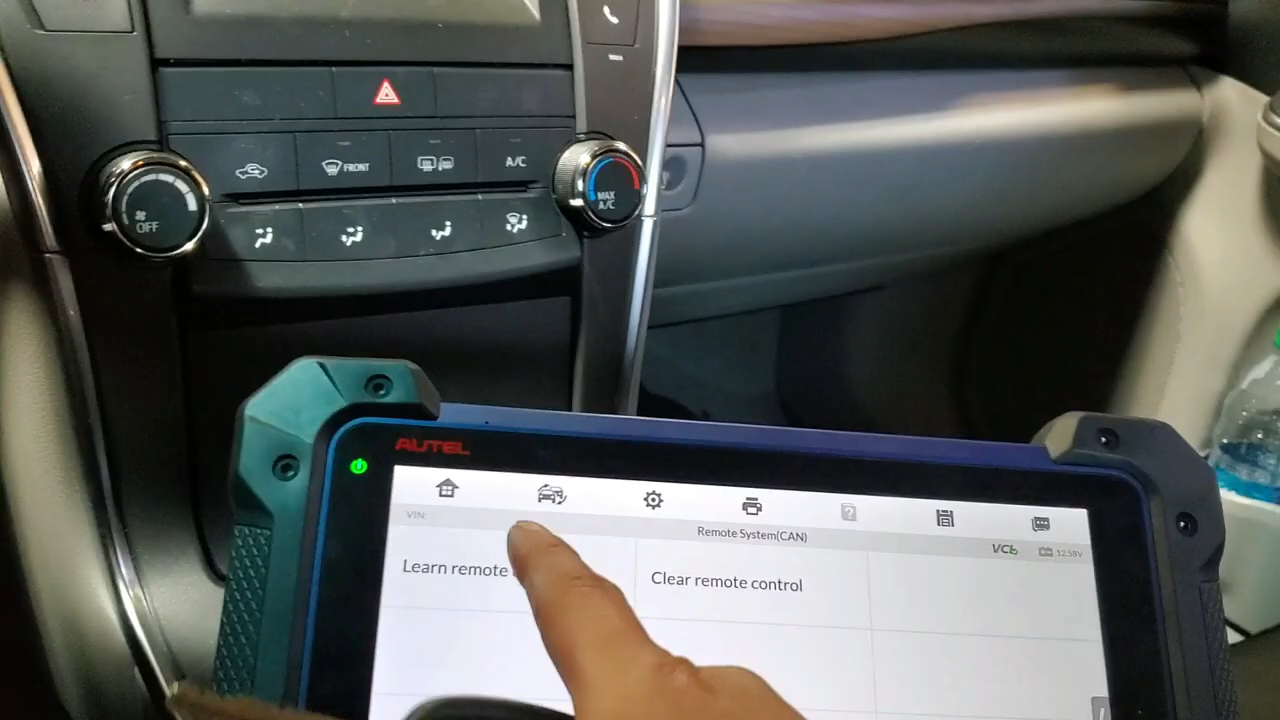 FRONT
A/C
OFF
MAX
A/C
AUTEL
VIN:
Remote System(CAN)
VCI
12.58V
Learn remote
Clear remote control